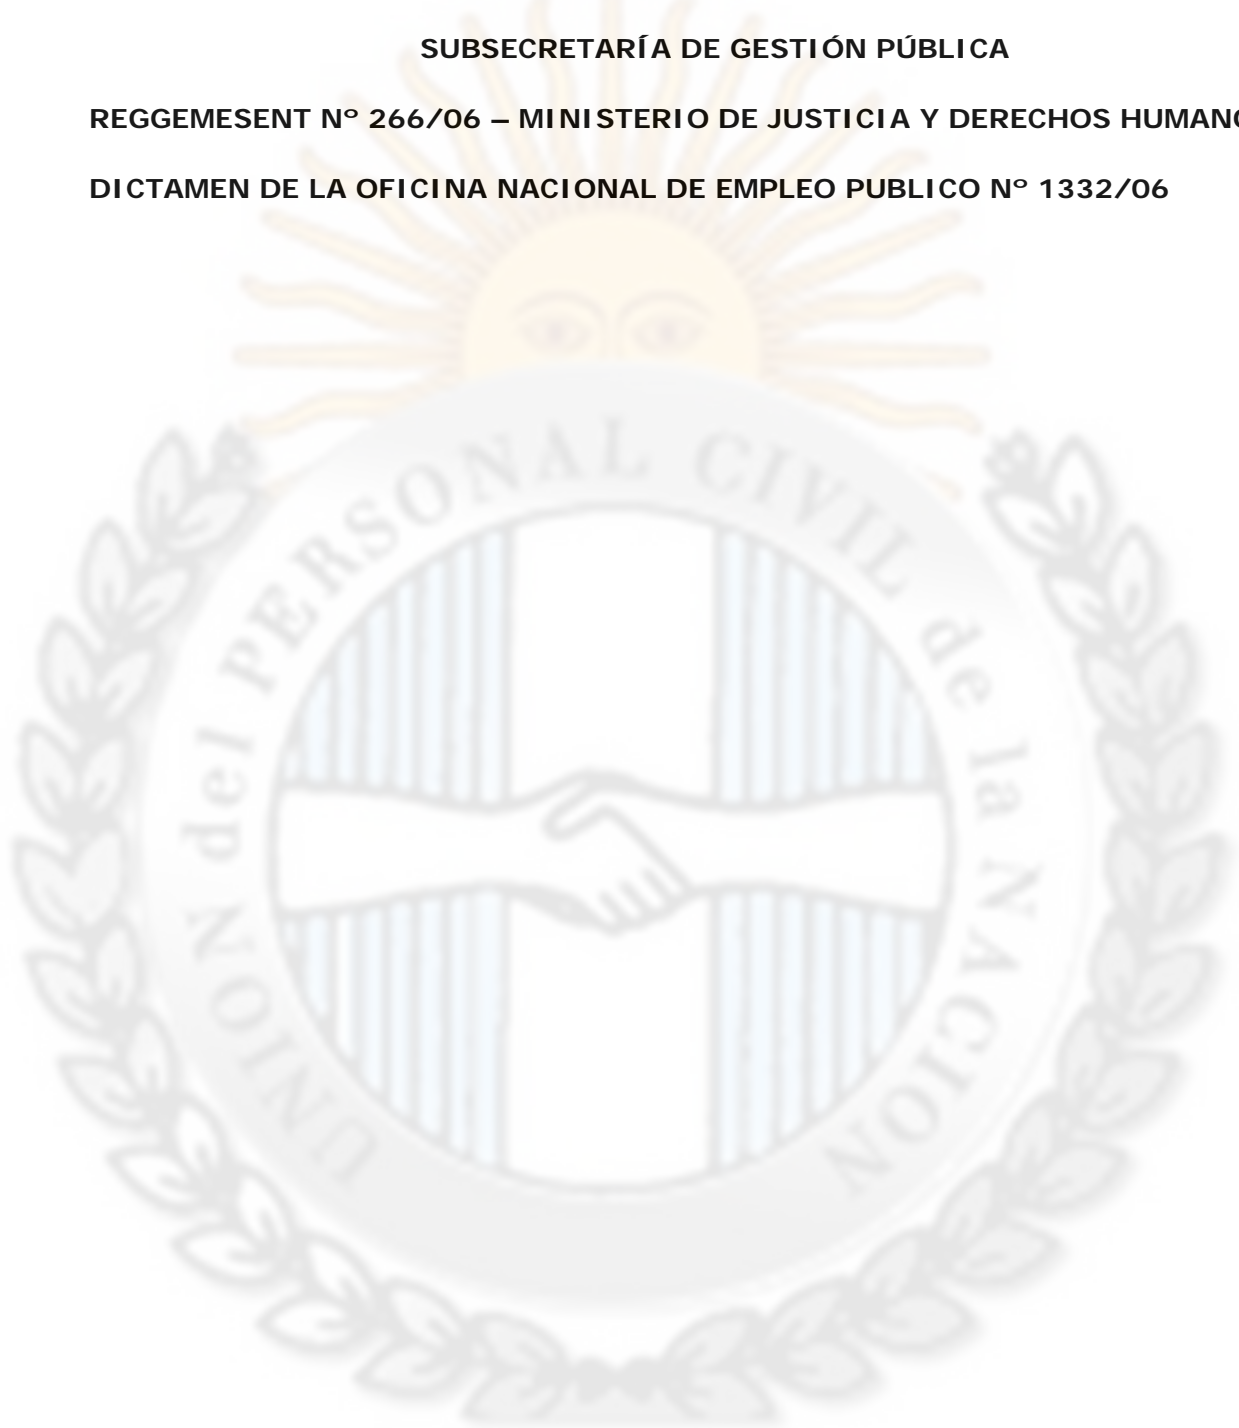 SUBSECRETARÍA DE GESTIÓN PÚBLICA
REGGEMESENT Nº 266/06 – MINISTERIO DE JUSTICIA Y DERECHOS HUMANO
DICTAMEN DE LA OFICINA NACIONAL DE EMPLEO PUBLICO Nº 1332/06
UNION del PERSONAL CIVIL de la NACION